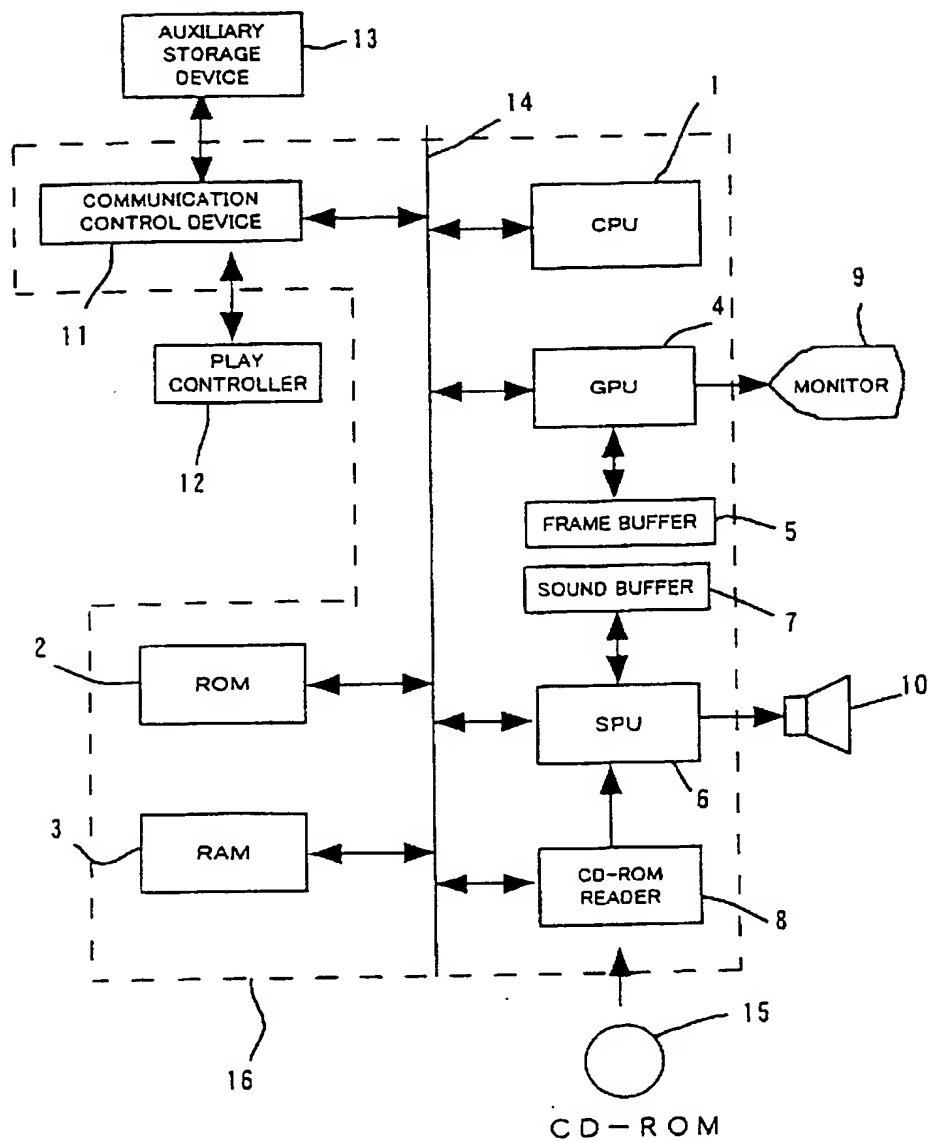 AUXILIARY
STORAGE
DEVICE
13
14
1
COMMUNICATION
CONTROL DEVICE
CPU
11
PLAY
CONTROLLER
12
4
GPU
9
MONITOR
FRAME BUFFER
5
SOUND BUFFER
7
2
ROM
SPU
10
6
3
RAM
CD-ROM
READER
8
16
15
CD-ROM